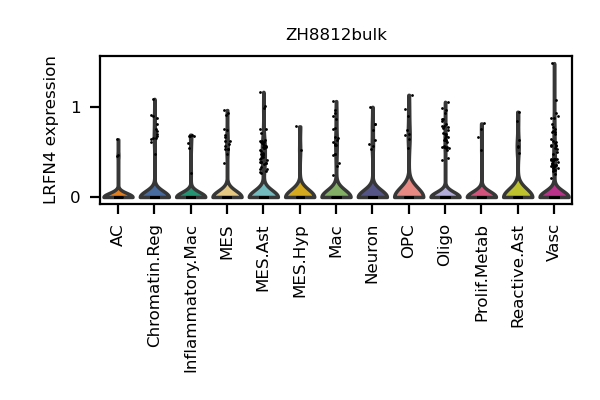 ZH8812bulk
LRFN4 expression
1
0
AC
Chromatin.Reg
Inflammatory.Mac
MES
MES.Ast
MES.Hyp
Mac
Neuron
OPC
Oligo
Prolif.Metab
Reactive.Ast
Vasc